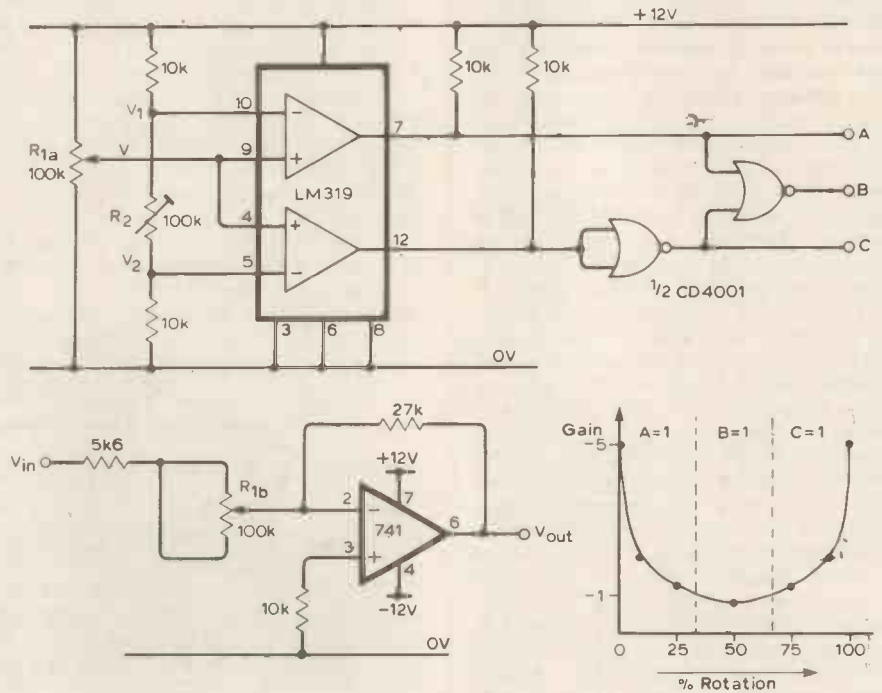 +12V
10k
10k
10k
V1
10
7
A
R1a
100k
V
9
LM319
B
R2
100k
4
12
C
V2
5
1/2 CD4001
10k
3
6
8
0V
27k
Vin
5k6
+12V
R1b
100k
2
7
741
6
Vout
3
4
10k
-12V
0V
Gain
A=1
B=1
C=1
-5
-1
0
25
50
75
100
% Rotation